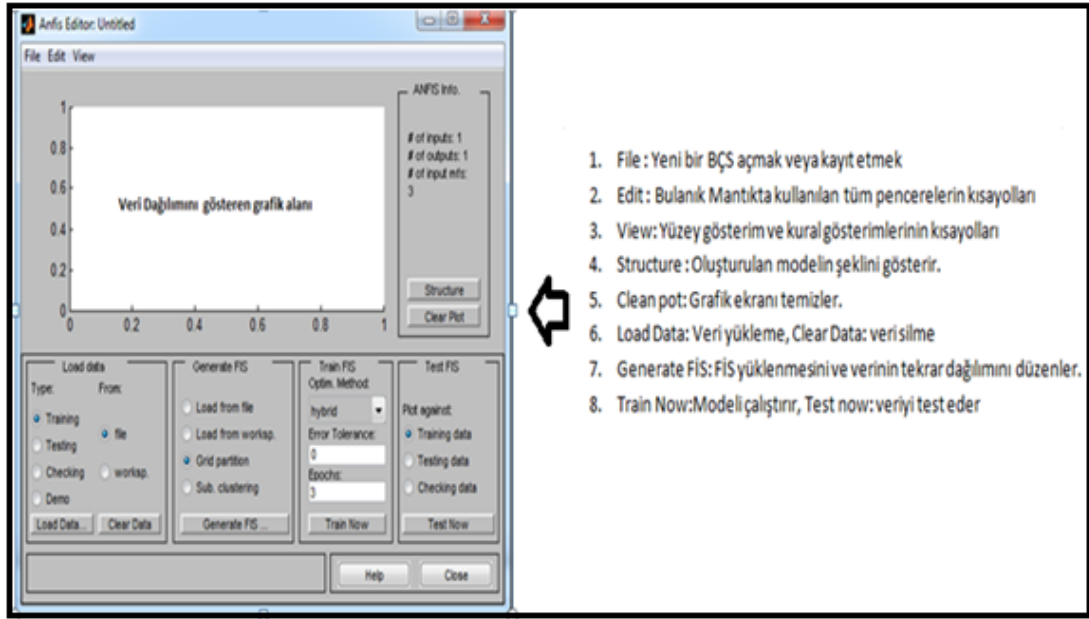 Anfis Editor: Untitled
File Edit View
ANFIS Info.
# of inputs: 1
# of outputs: 1
# of input mfs:
3
Structure
Clear Plot
1
0.8
0.6
0.4
0.2
0
Veri Dağılımını gösteren grafik alanı
0 0.2 0.4 0.6 0.8 1
Load data
Type: From:
Training
Testing
Checking
Demo
file
worksp.
Load Data... Clear Data
Generate FIS
Load from file
Load from worksp.
Grid partition
Sub. clustering
Generate FIS ...
Train FIS
Optim. Method:
hybrid
Error Tolerance:
0
Epochs:
3
Train Now
Test FIS
Plot against:
Training data
Testing data
Checking data
Test Now
Help Close
1. File : Yeni bir BÇS açmak veya kayıt etmek
2. Edit : Bulanık Mantıkta kullanılan tüm pencerelerin kısayolları
3. View: Yüzey gösterim ve kural gösterimlerinin kısayolları
4. Structure : Oluşturulan modelin şeklini gösterir.
5. Clean pot: Grafik ekranı temizler.
6. Load Data: Veri yükleme, Clear Data: veri silme
7. Generate FİS: FİS yüklenmesini ve verinin tekrar dağılımını düzenler.
8. Train Now:Modeli çalıştırır, Test now: veriyi test eder